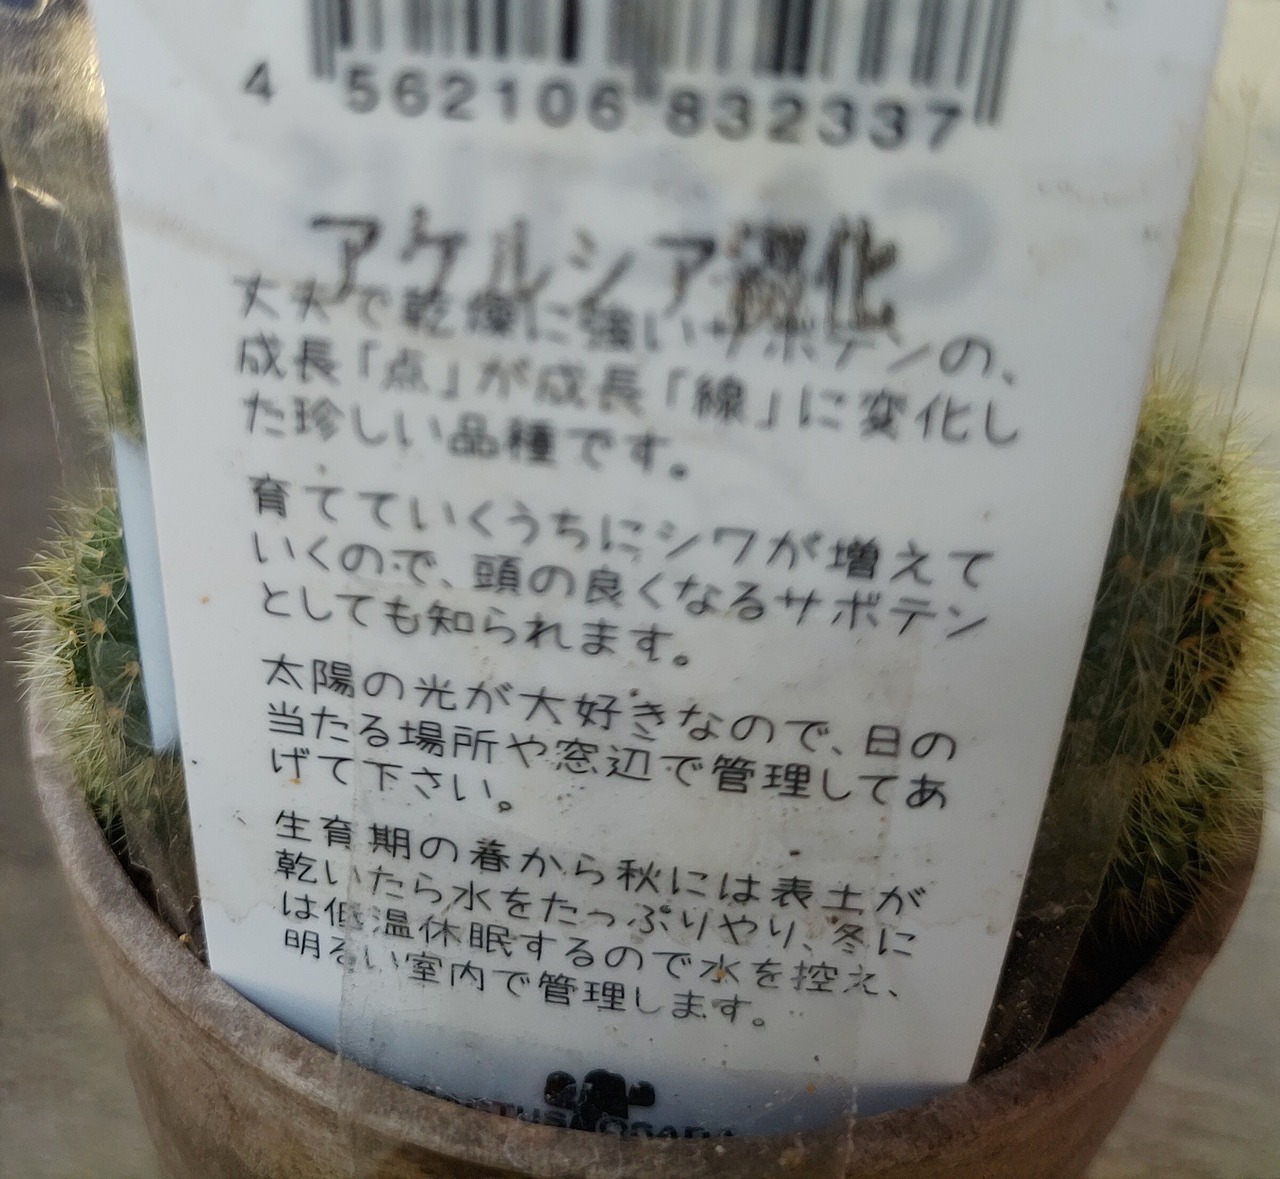 4 562106 832337
アケルシア綴化
丈夫で乾燥に強いサボテンの、
成長「点」が成長「線」に変化し
た珍しい品種です。
育てていくうちにシワが増えて
いくので、頭の良くなるサボテン
としても知られます。
太陽の光が大好きなので、日の
当たる場所や窓辺で管理してあ
げて下さい。
生育期の春から秋には表土が
乾いたら水をたっぷりやり、冬に
は低温休眠するので水を控え、
明るい室内で管理します。